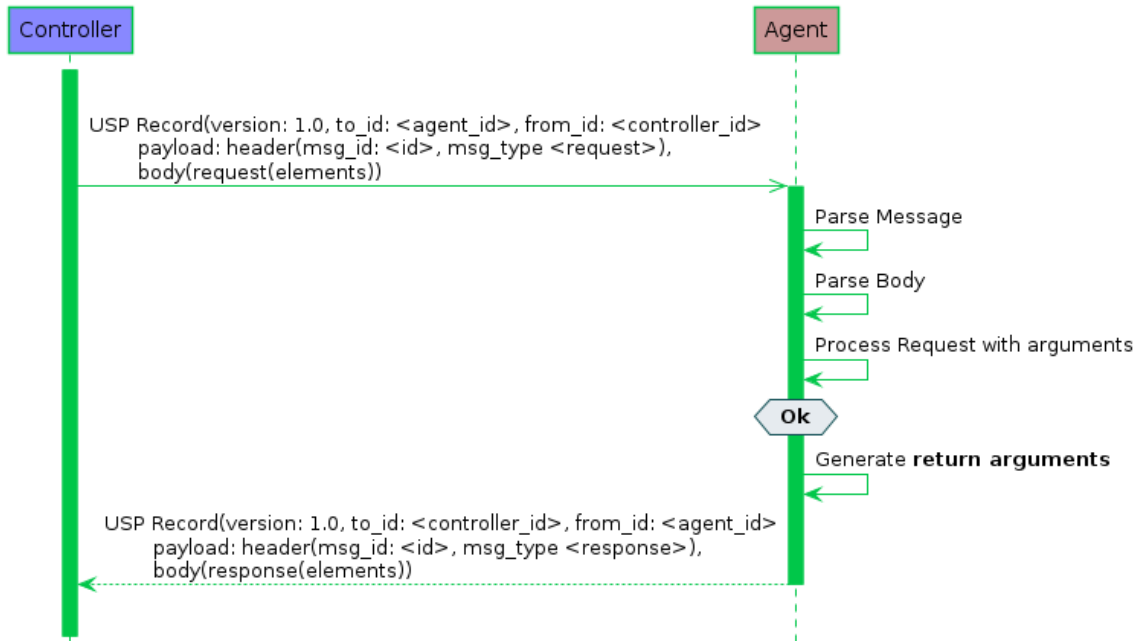 Controller
Agent
USP Record(version: 1.0, to_id: <agent_id>, from_id: <controller_id>
payload: header(msg_id: <id>, msg_type <request>),
body(request(elements))
Parse Message
Parse Body
Process Request with arguments
Ok
Generate return arguments
USP Record(version: 1.0, to_id: <controller_id>, from_id: <agent_id>
payload: header(msg_id: <id>, msg_type <response>),
body(response(elements))